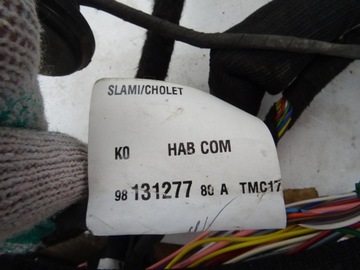 SLAMI/CHOLET
K0 HAB COM
98 131277 80 A TMC17